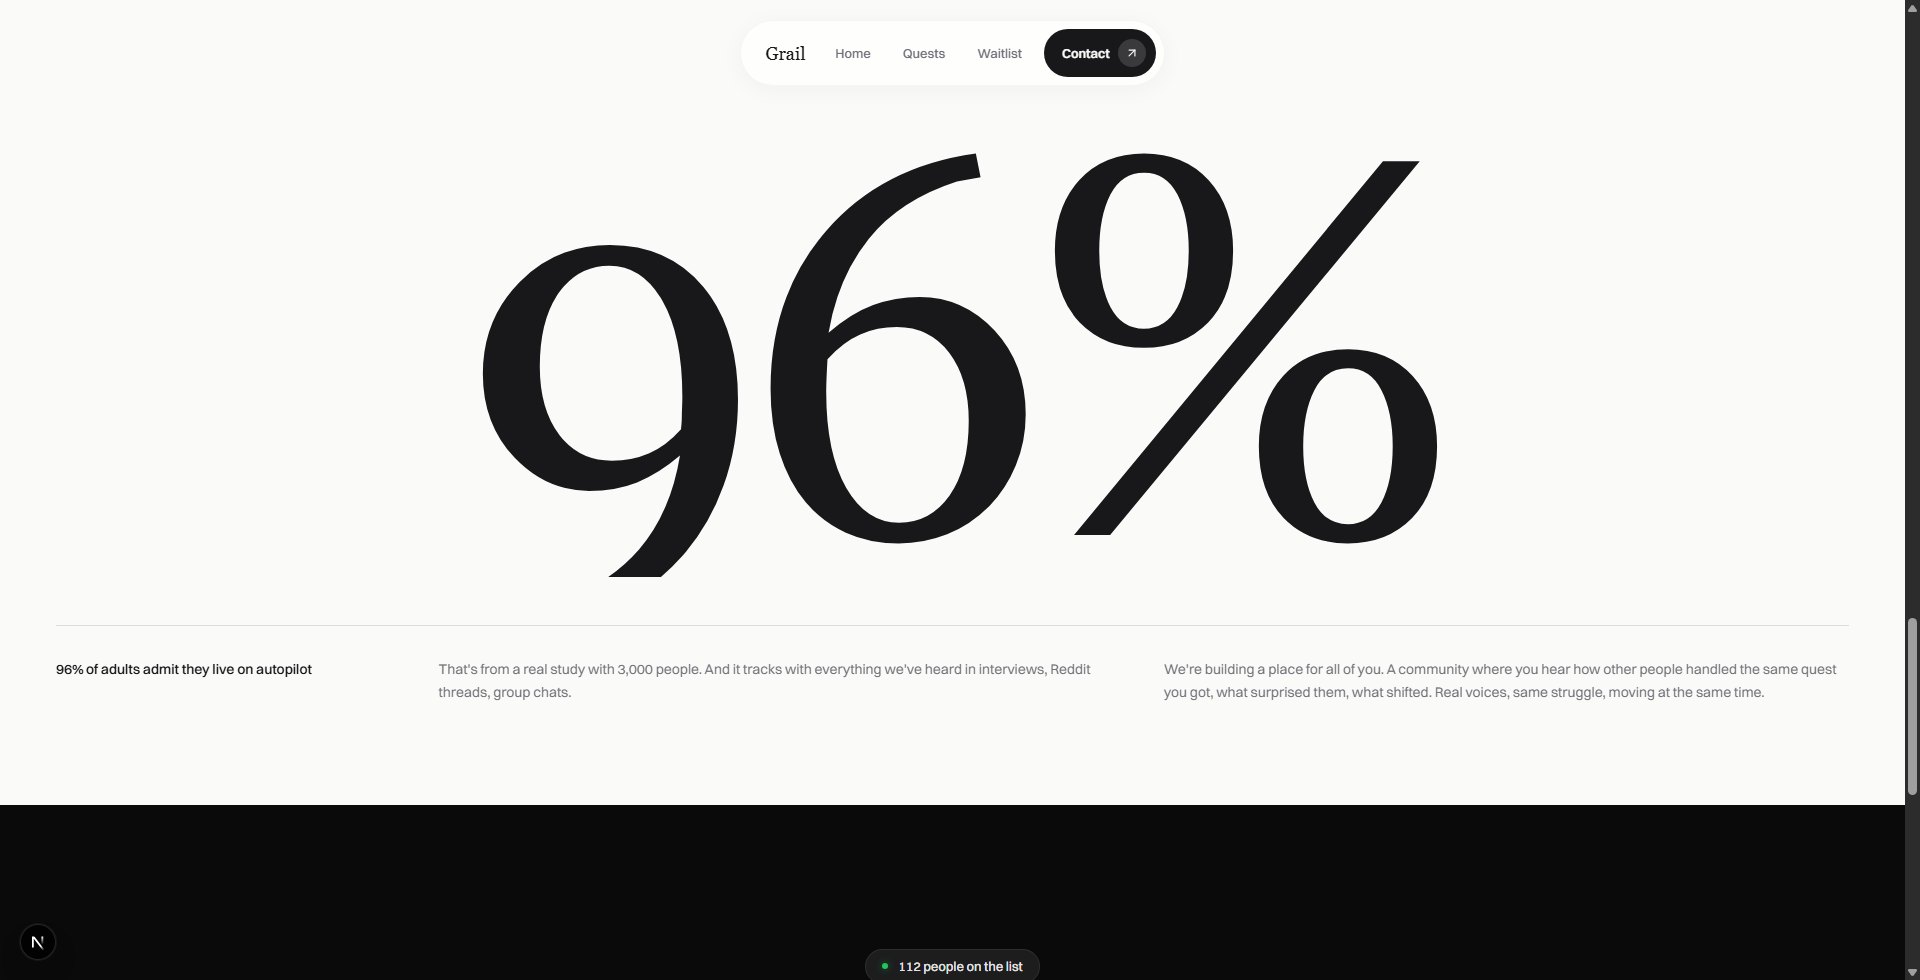 Grail Home Quests Waitlist Contact
96%
96% of adults admit they live on autopilot
That's from a real study with 3,000 people. And it tracks with everything we've heard in interviews, Reddit
threads, group chats.
We're building a place for all of you. A community where you hear how other people handled the same quest
you got, what surprised them, what shifted. Real voices, same struggle, moving at the same time.
N
112 people on the list